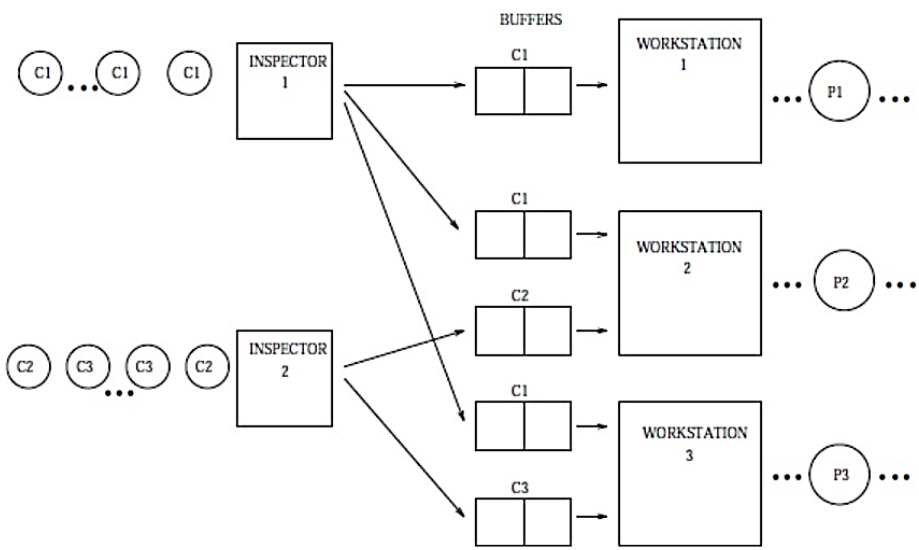 BUFFERS
C1
C1
C1
INSPECTOR
1
C1
WORKSTATION
1
P1
C1
WORKSTATION
2
P2
C2
C2
C3
C3
C2
INSPECTOR
2
C1
WORKSTATION
3
P3
C3